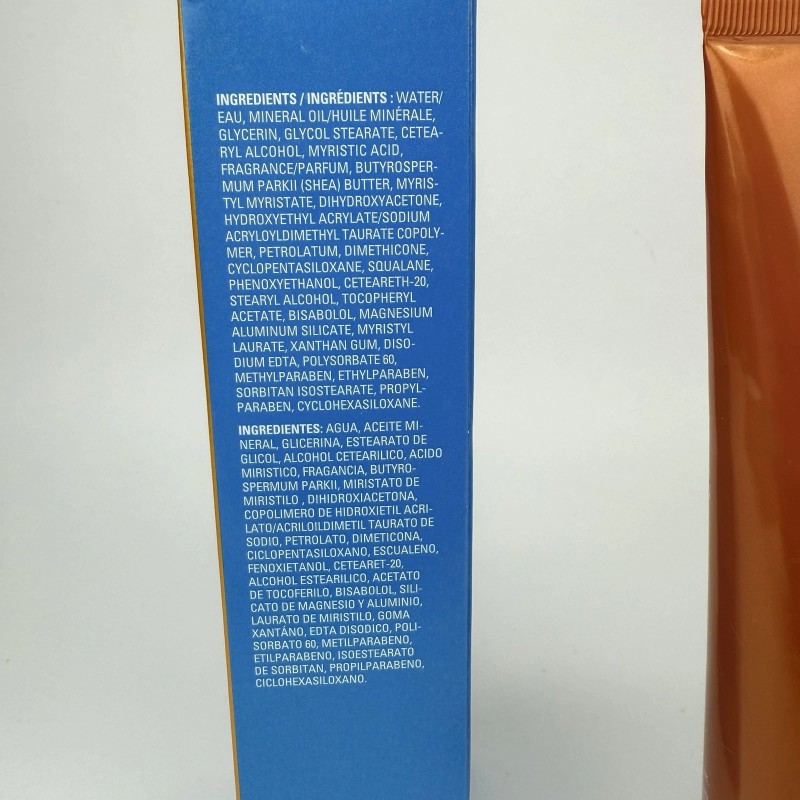 INGREDIENTS / INGRÉDIENTS : WATER/
EAU, MINERAL OIL/HUILE MINÉRALE,
GLYCERIN, GLYCOL STEARATE, CETEA-
RYL ALCOHOL, MYRISTIC ACID,
FRAGRANCE/PARFUM, BUTYROSPER-
MUM PARKII (SHEA) BUTTER, MYRIS-
TYL MYRISTATE, DIHYDROXYACETONE,
HYDROXYETHYL ACRYLATE/SODIUM
ACRYLOYLDIMETHYL TAURATE COPOLY-
MER, PETROLATUM, DIMETHICONE,
CYCLOPENTASILOXANE, SQUALANE,
PHENOXYETHANOL, CETEARETH-20,
STEARYL ALCOHOL, TOCOPHERYL
ACETATE, BISABOLOL, MAGNESIUM
ALUMINUM SILICATE, MYRISTYL
LAURATE, XANTHAN GUM, DISO-
DIUM EDTA, POLYSORBATE 60,
METHYLPARABEN, ETHYLPARABEN,
SORBITAN ISOSTEARATE, PROPYL-
PARABEN, CYCLOHEXASILOXANE.
INGREDIENTES: AGUA, ACEITE MI-
NERAL, GLICERINA, ESTEARATO DE
GLICOL, ALCOHOL CETEARILICO, ACIDO
MIRISTICO, FRAGANCIA, BUTYRO-
SPERMUM PARKII, MIRISTATO DE
MIRISTILO , DIHIDROXIACETONA,
COPOLIMERO DE HIDROXIETIL ACRI-
LATO/ACRILOILDIMETIL TAURATO DE
SODIO, PETROLATO, DIMETICONA,
CICLOPENTASILOXANO, ESCUALENO,
FENOXIETANOL, CETEARET-20,
ALCOHOL ESTEARILICO, ACETATO
DE TOCOFERILO, BISABOLOL, SILI-
CATO DE MAGNESIO Y ALUMINIO,
LAURATO DE MIRISTILO, GOMA
XANTÁNO, EDTA DISODICO, POLI-
SORBATO 60, METILPARABENO,
ETILPARABENO, ISOESTEARATO
DE SORBITAN, PROPILPARABENO,
CICLOHEXASILOXANO.